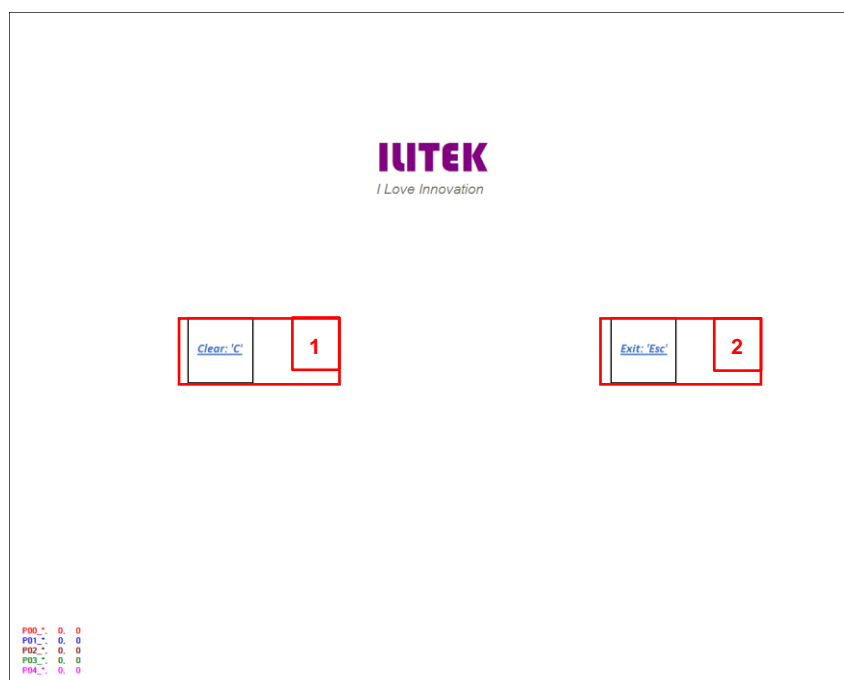 ILITEK
I Love Innovation
Clear: 'C'
1
Exit: 'Esc'
2
P00_*. 0, 0
P01_*. 0, 0
P02_*. 0, 0
P03_*. 0, 0
P04_*. 0, 0